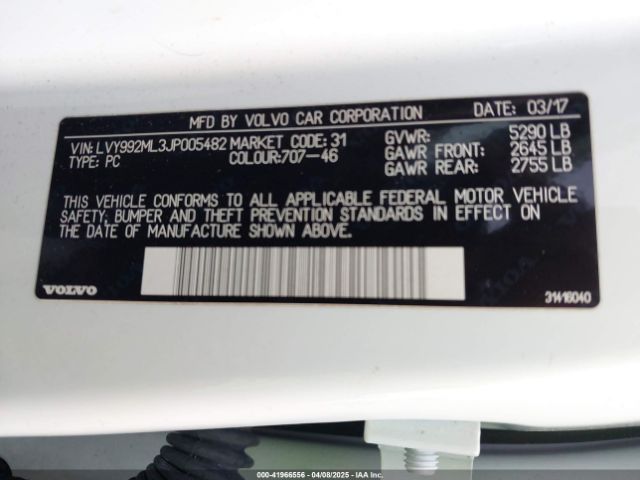 MFD BY VOLVO CAR CORPORATION DATE: 03/17
VIN: LVY992ML3JP005482 MARKET CODE: 31 GVWR: 5290 LB
TYPE: PC COLOUR:707-46 GAWR FRONT: 2645 LB
GAWR REAR: 2755 LB
THIS VEHICLE CONFORMS TO ALL APPLICABLE FEDERAL MOTOR VEHICLE
SAFETY, BUMPER AND THEFT PREVENTION STANDARDS IN EFFECT ON
THE DATE OF MANUFACTURE SHOWN ABOVE.
VOLVO 31416040
000-41966556 - 04/08/2025 - IAA Inc.